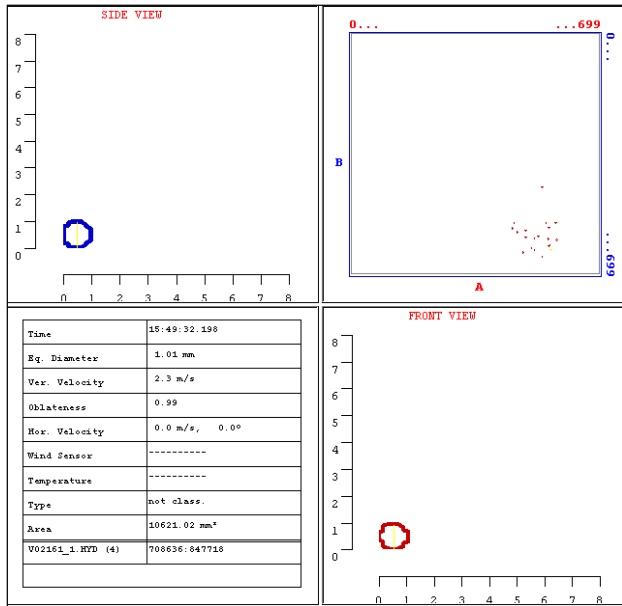 SIDE VIEW
8
7
6
5
4
3
2
1
0
0 1 2 3 4 5 6 7 8
0... ...699
0...
B
...699
A
Time 15:49:32.198
Eq. Diameter 1.01 mm
Ver. Velocity 2.3 m/s
Oblateness 0.99
Hor. Velocity 0.0 m/s, 0.0º
Wind Sensor ----------
Temperature ----------
Type not class.
Area 10621.02 mm²
V02161_1.HYD (4) 708636:847718
FRONT VIEW
8
7
6
5
4
3
2
1
0
0 1 2 3 4 5 6 7 8